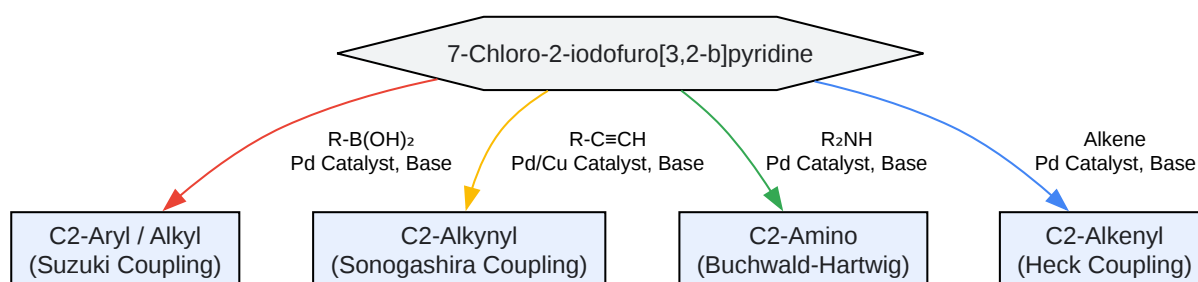 7-Chloro-2-iodofuro[3,2-b]pyridine
R-B(OH)₂
Pd Catalyst, Base
R-C≡CH
Pd/Cu Catalyst, Base
R₂NH
Pd Catalyst, Base
Alkene
Pd Catalyst, Base
C2-Aryl / Alkyl
(Suzuki Coupling)
C2-Alkynyl
(Sonogashira Coupling)
C2-Amino
(Buchwald-Hartwig)
C2-Alkenyl
(Heck Coupling)